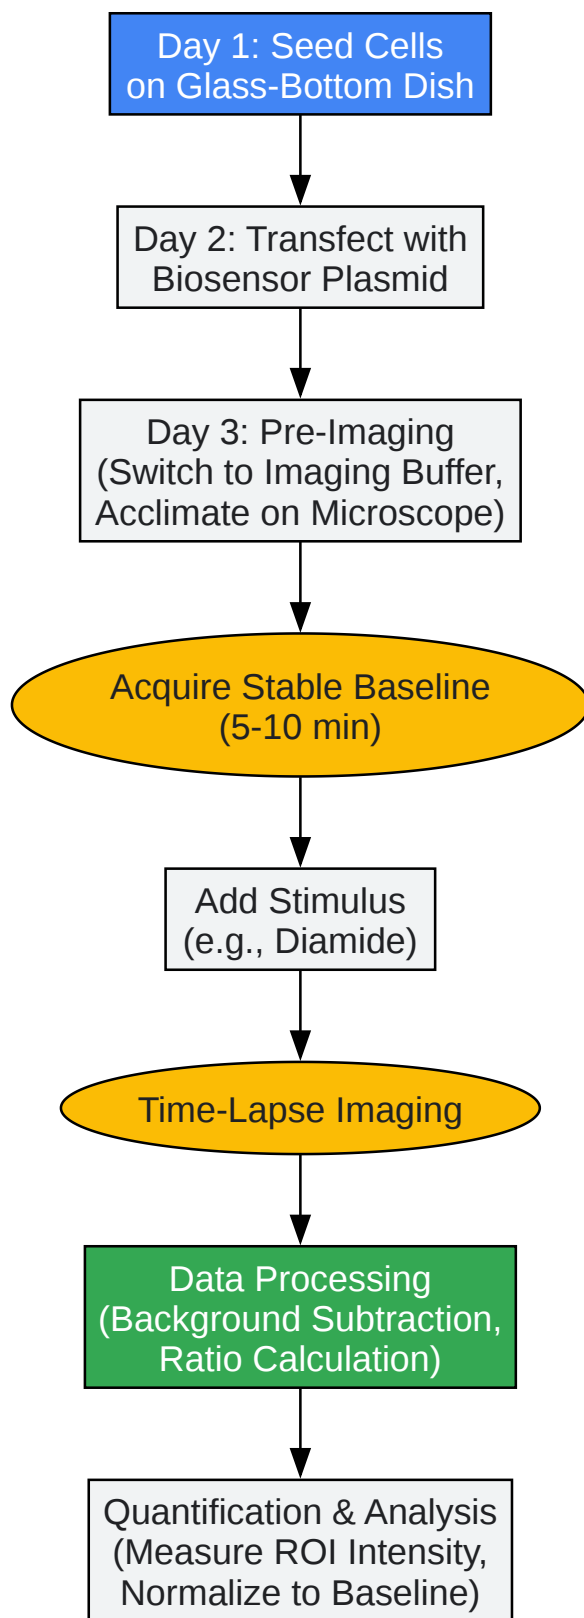 Day 1: Seed Cells
on Glass-Bottom Dish
Day 2: Transfect with
Biosensor Plasmid
Day 3: Pre-Imaging
(Switch to Imaging Buffer,
Acclimate on Microscope)
Acquire Stable Baseline
(5-10 min)
Add Stimulus
(e.g., Diamide)
Time-Lapse Imaging
Data Processing
(Background Subtraction,
Ratio Calculation)
Quantification & Analysis
(Measure ROI Intensity,
Normalize to Baseline)